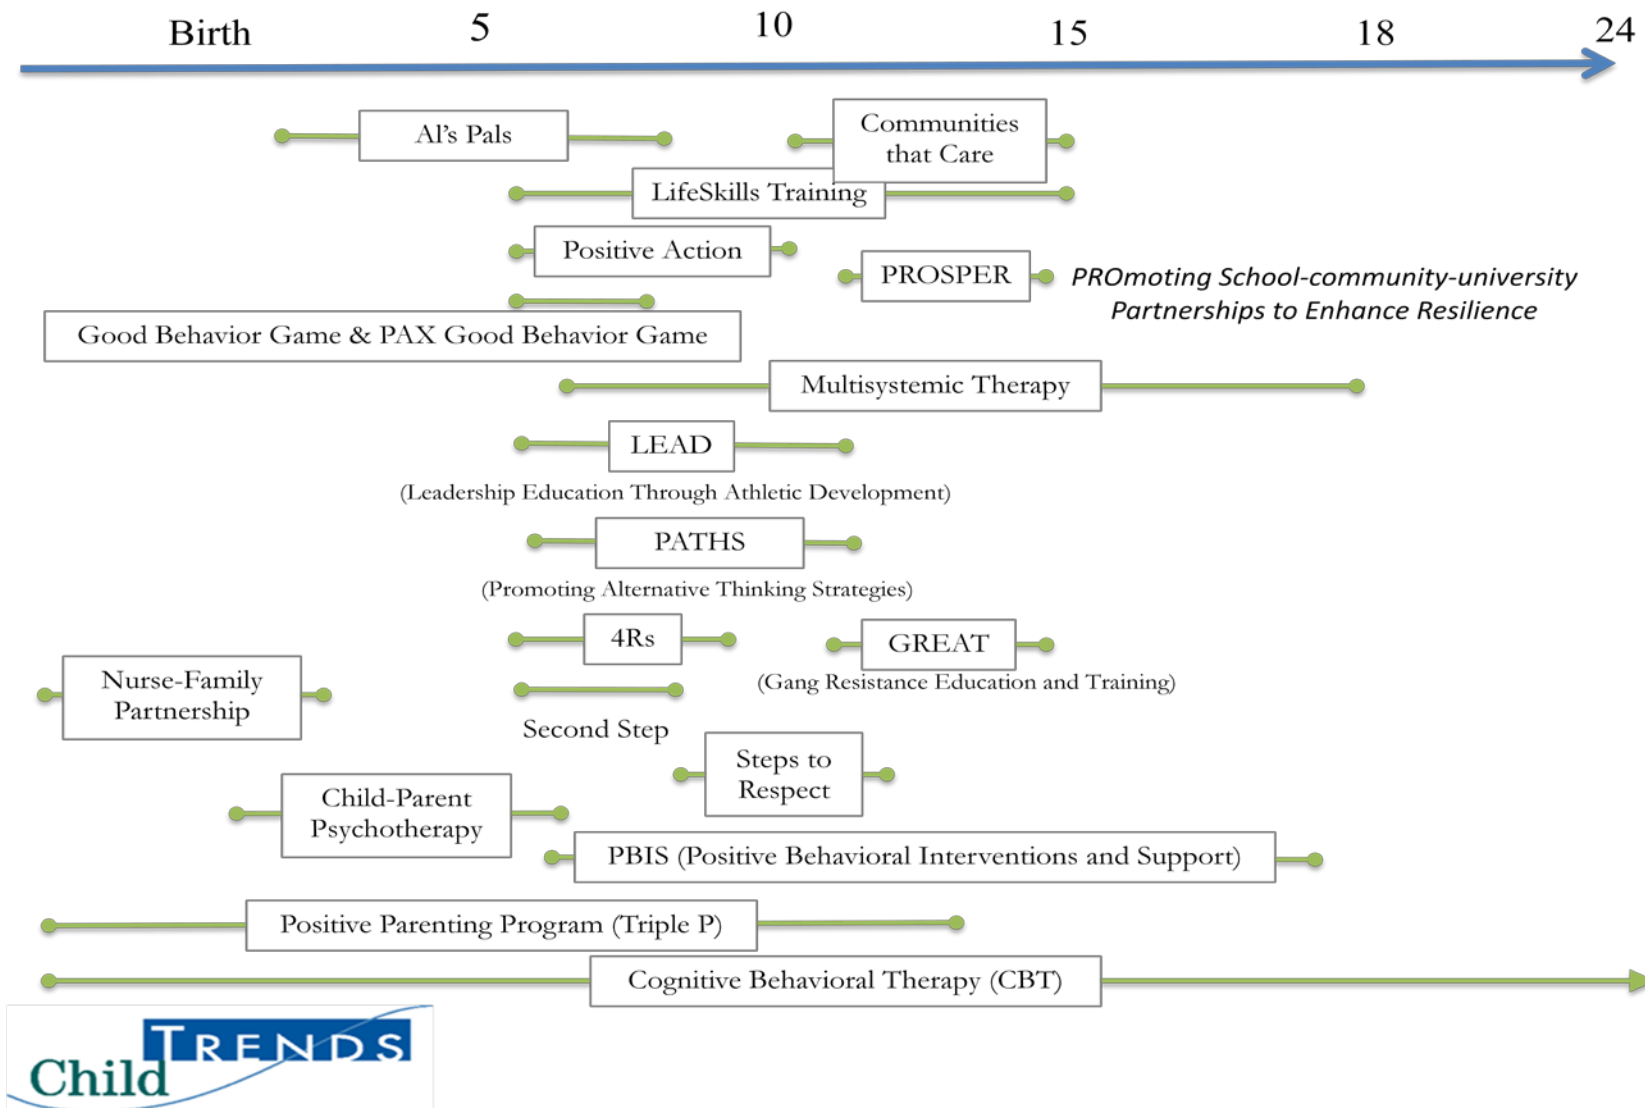 Birth 5 10 15 18 24
Al's Pals
Communities
that Care
LifeSkills Training
Positive Action
PROSPER
PROmoting School-community-university
Partnerships to Enhance Resilience
Good Behavior Game & PAX Good Behavior Game
Multisystemic Therapy
LEAD
(Leadership Education Through Athletic Development)
PATHS
(Promoting Alternative Thinking Strategies)
4Rs
GREAT
(Gang Resistance Education and Training)
Nurse-Family
Partnership
Second Step
Steps to
Respect
Child-Parent
Psychotherapy
PBIS (Positive Behavioral Interventions and Support)
Positive Parenting Program (Triple P)
Cognitive Behavioral Therapy (CBT)
TRENDS
Child